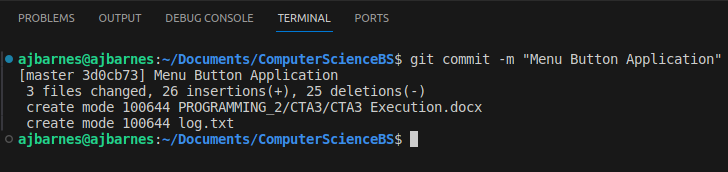 PROBLEMS OUTPUT DEBUG CONSOLE TERMINAL PORTS
ajbarnes@ajbarnes:~/Documents/ComputerScienceBS$ git commit -m "Menu Button Application"
[master 3d0cb73] Menu Button Application
 3 files changed, 26 insertions(+), 25 deletions(-)
 create mode 100644 PROGRAMMING_2/CTA3/CTA3 Execution.docx
 create mode 100644 log.txt
ajbarnes@ajbarnes:~/Documents/ComputerScienceBS$